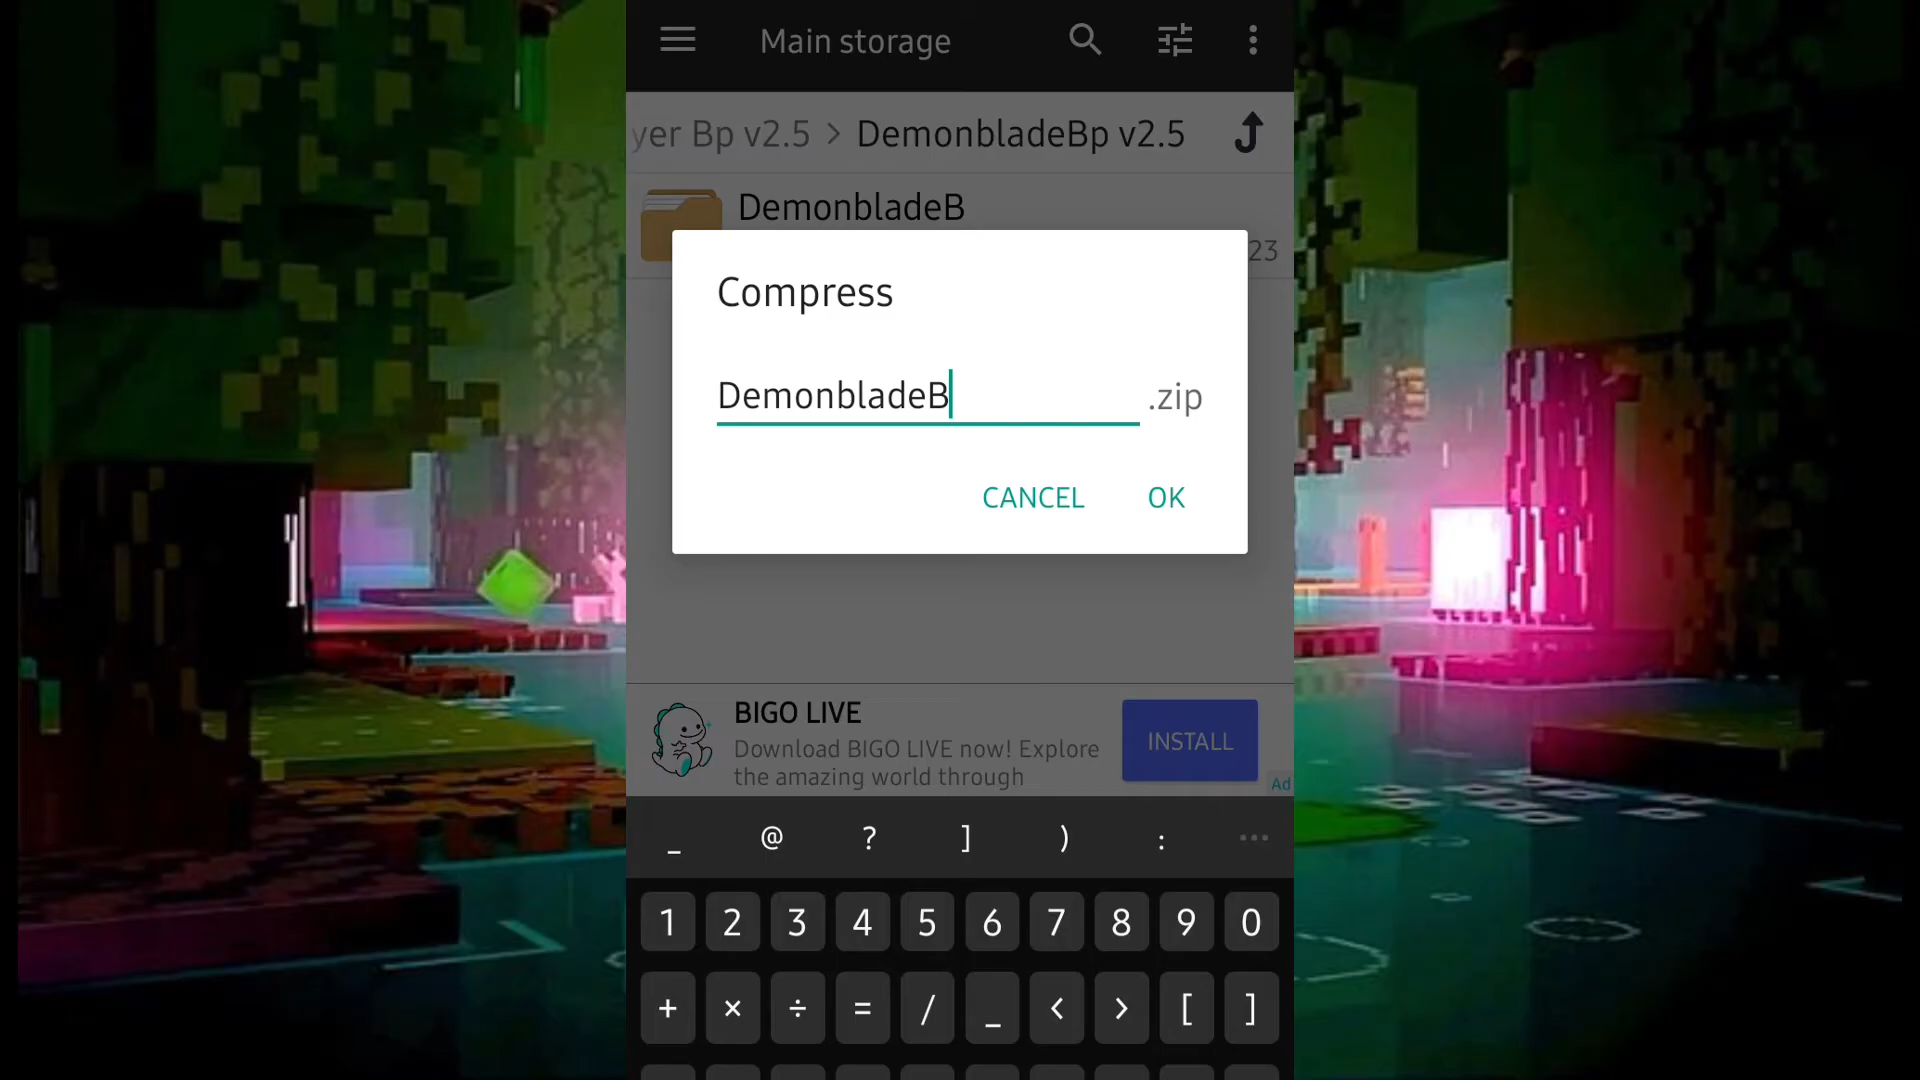 Main storage
yer Bp v2.5 > DemonbladeBp v2.5
DemonbladeB
23
Compress
DemonbladeB .zip
CANCEL OK
BIGO LIVE
Download BIGO LIVE now! Explore
the amazing world through
INSTALL
Ad
_ @ ? ] ) : ...
1 2 3 4 5 6 7 8 9 0
+ × ÷ = / _ < > [ ]